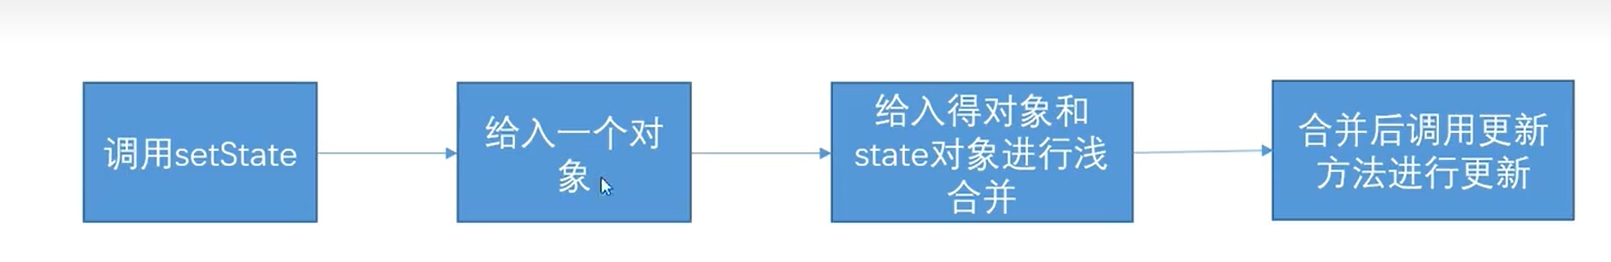 调用setState
给入一个对
象
给入得对象和
state对象进行浅
合并
合并后调用更新
方法进行更新